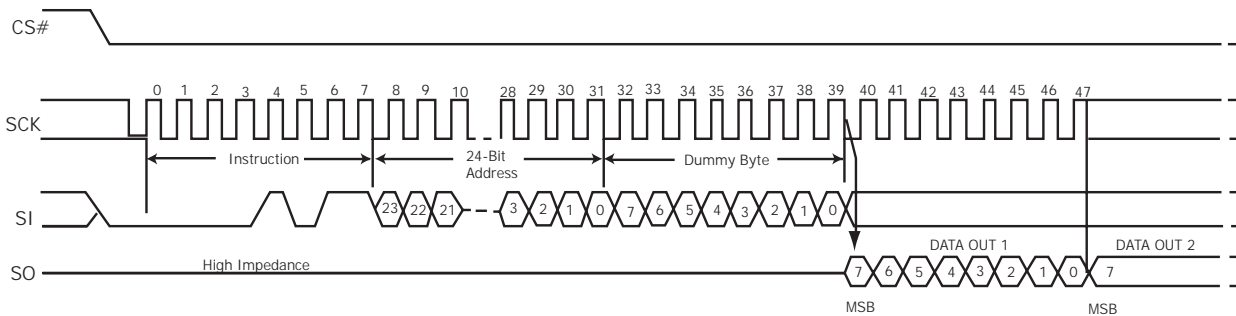 CS#
0 1 2 3 4 5 6 7 8 9 10 28 29 30 31 32 33 34 35 36 37 38 39 40 41 42 43 44 45 46 47
SCK
Instruction
24-Bit
Address
Dummy Byte
SI
23 22 21 3 2 1 0 7 6 5 4 3 2 1 0
DATA OUT 1 DATA OUT 2
High Impedance
SO
7 6 5 4 3 2 1 0 7
MSB MSB